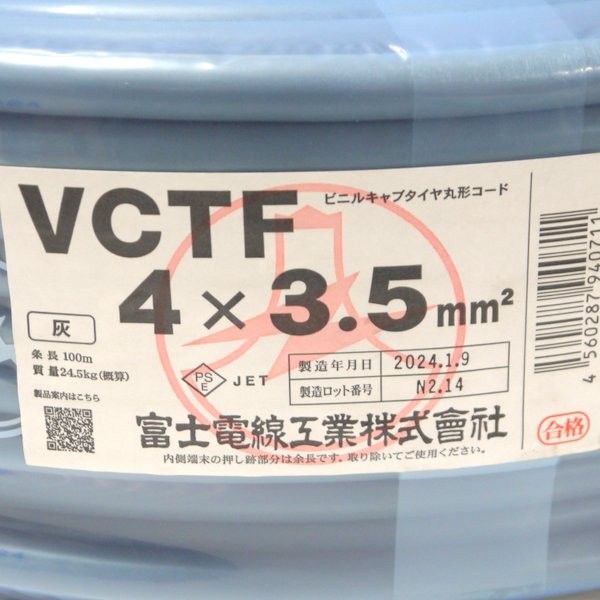 VCTF
ビニルキャブタイヤ丸形コード
4×3.5mm²
灰
条長100m
質量24.5kg(概算)
製品案内はこちら
PS
E
JET
製造年月日 2024.1.9
製造ロット番号 N2.14
富士電線工業株式會社
内側端末の押し跡部分は余長です。取り除いてご使用ください。
4 560287 940711
合格